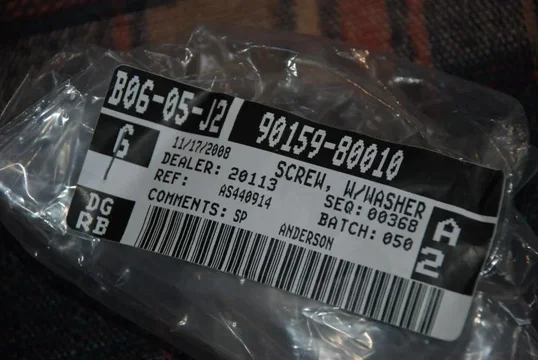 B06-05-J2 90159-80010
G 11/17/2008 SCREW, W/WASHER
/ DEALER: 20113 SEQ: 00368 A
REF: AS440914 BATCH: 050 2
DG COMMENTS: SP ANDERSON
RB